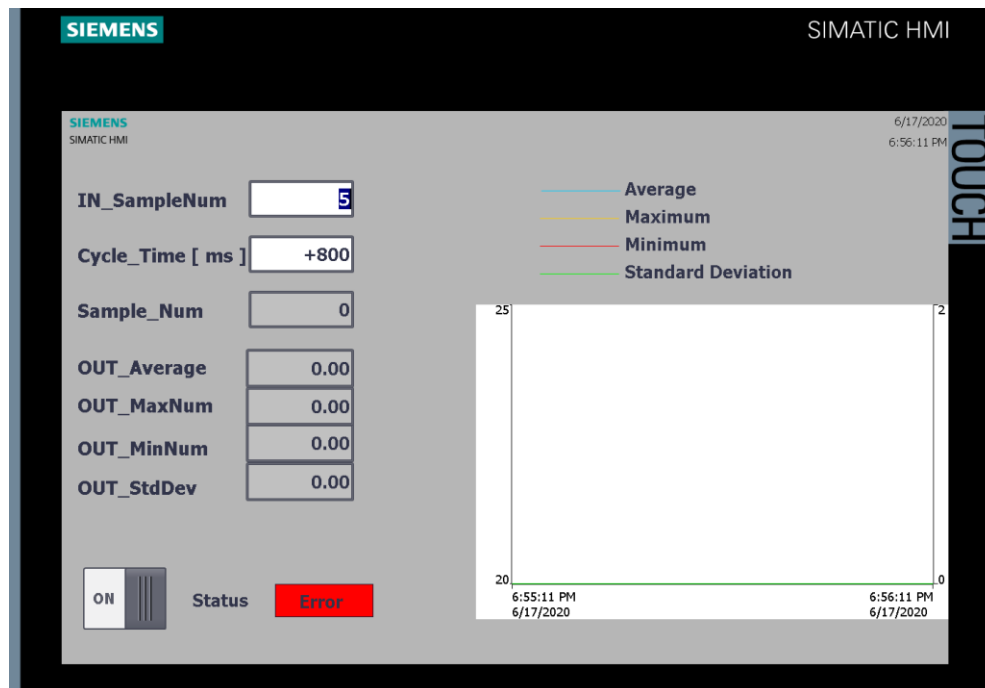 SIEMENS
SIMATIC HMI
TOUCH
SIEMENS
SIMATIC HMI
6/17/2020
6:56:11 PM
IN_SampleNum 5
Cycle_Time [ ms ] +800
Sample_Num 0
OUT_Average 0.00
OUT_MaxNum 0.00
OUT_MinNum 0.00
OUT_StdDev 0.00
ON Status Error
Average
Maximum
Minimum
Standard Deviation
25 2
20 0
6:55:11 PM 6:56:11 PM
6/17/2020 6/17/2020